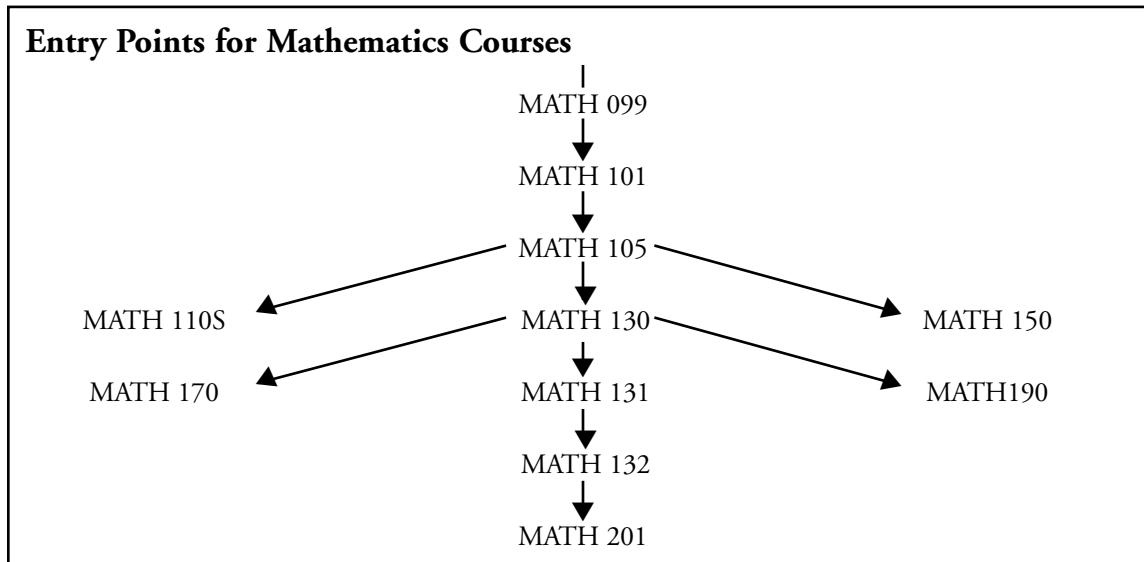 Entry Points for Mathematics Courses
MATH 099
MATH 101
MATH 105
MATH 110S MATH 130 MATH 150
MATH 170 MATH 131 MATH190
MATH 132
MATH 201